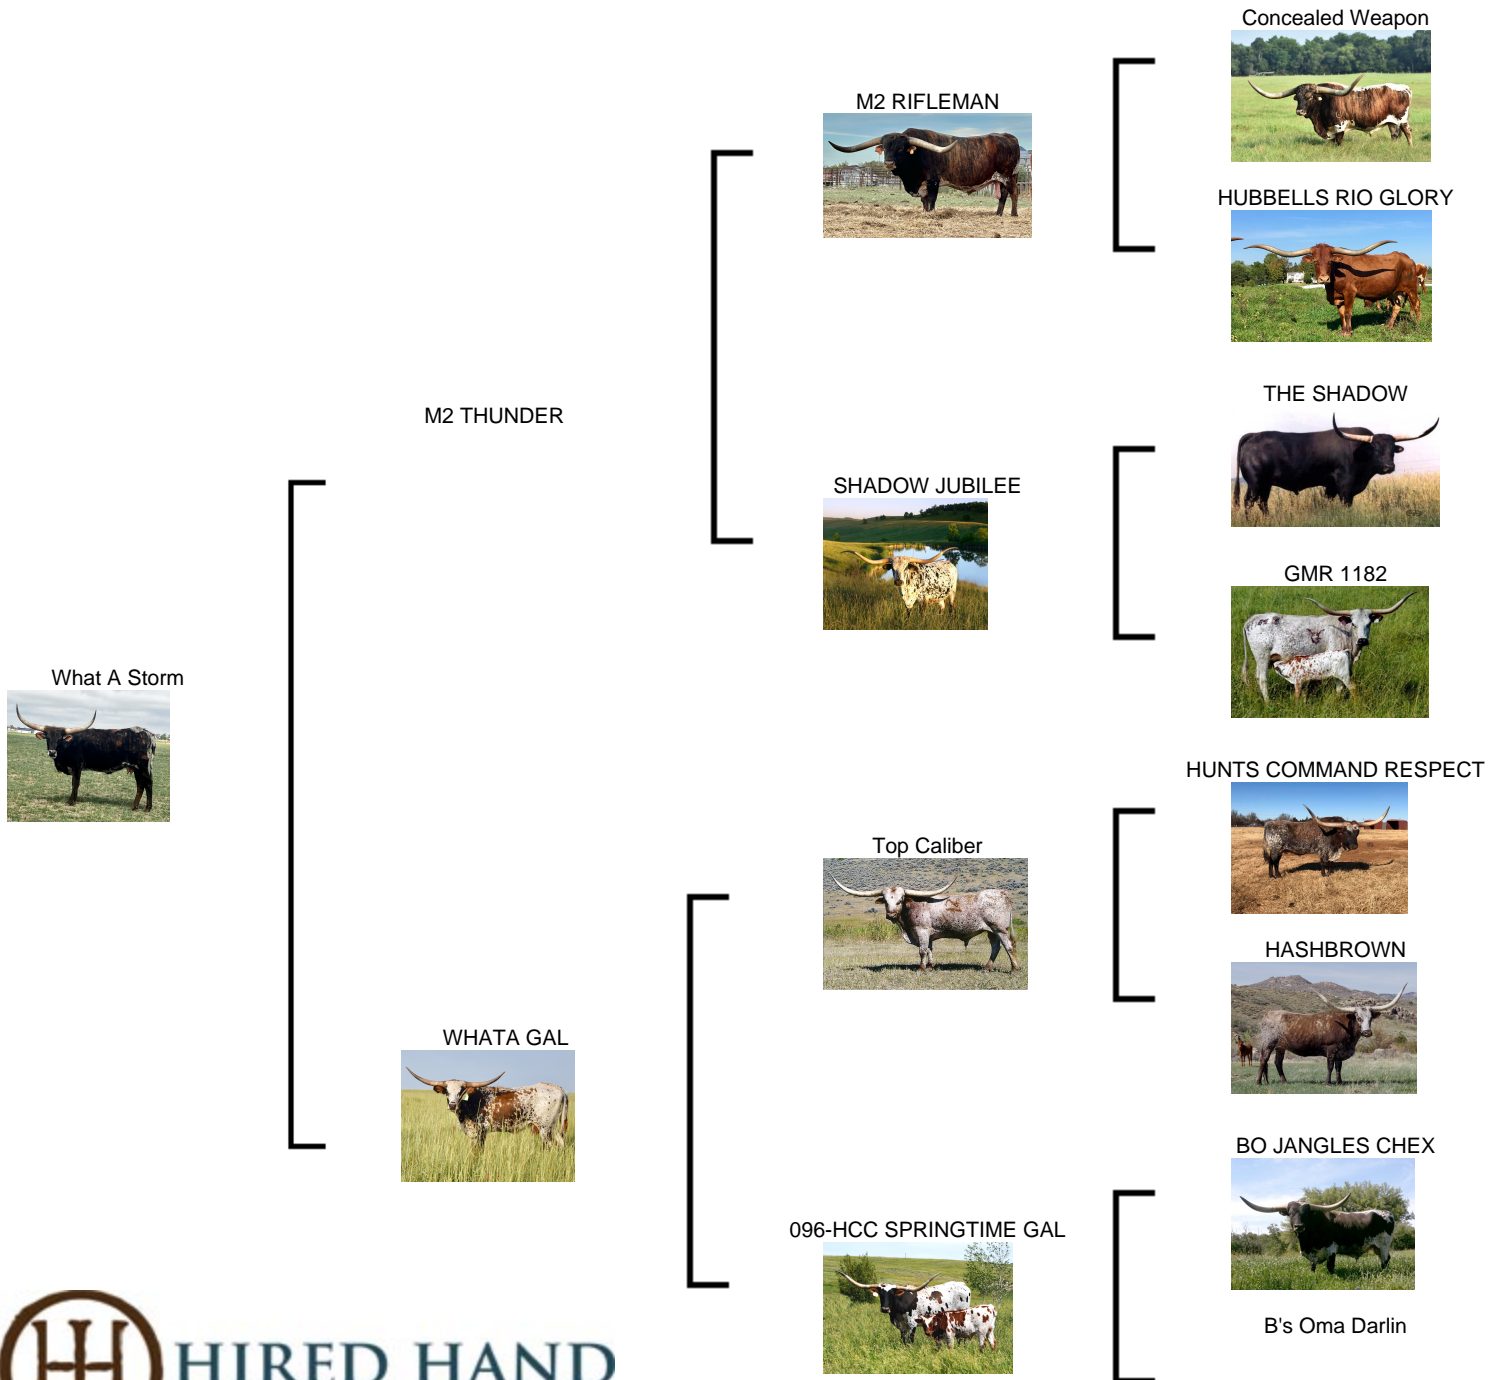 Concealed Weapon
M2 RIFLEMAN
HUBBELLS RIO GLORY
M2 THUNDER
THE SHADOW
SHADOW JUBILEE
GMR 1182
What A Storm
HUNTS COMMAND RESPECT
Top Caliber
HASHBROWN
WHATA GAL
BO JANGLES CHEX
096-HCC SPRINGTIME GAL
B's Oma Darlin
HIRED HAND